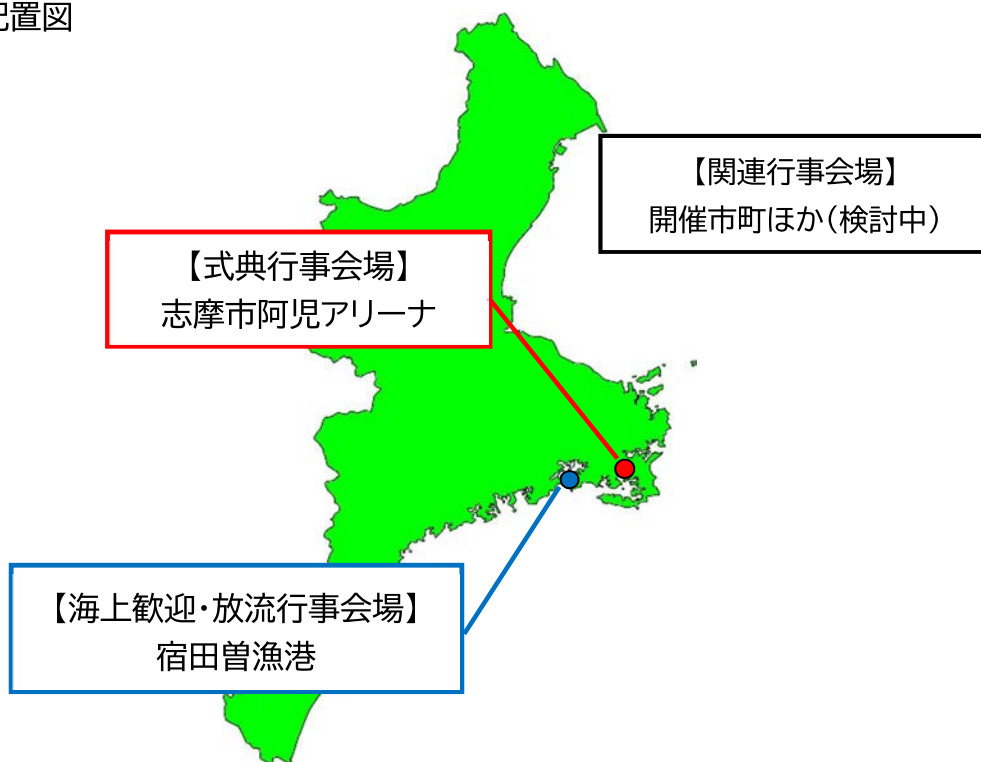 配置図
【関連行事会場】
開催市町ほか（検討中）
【式典行事会場】
志摩市阿児アリーナ
【海上歓迎・放流行事会場】
宿田曽漁港